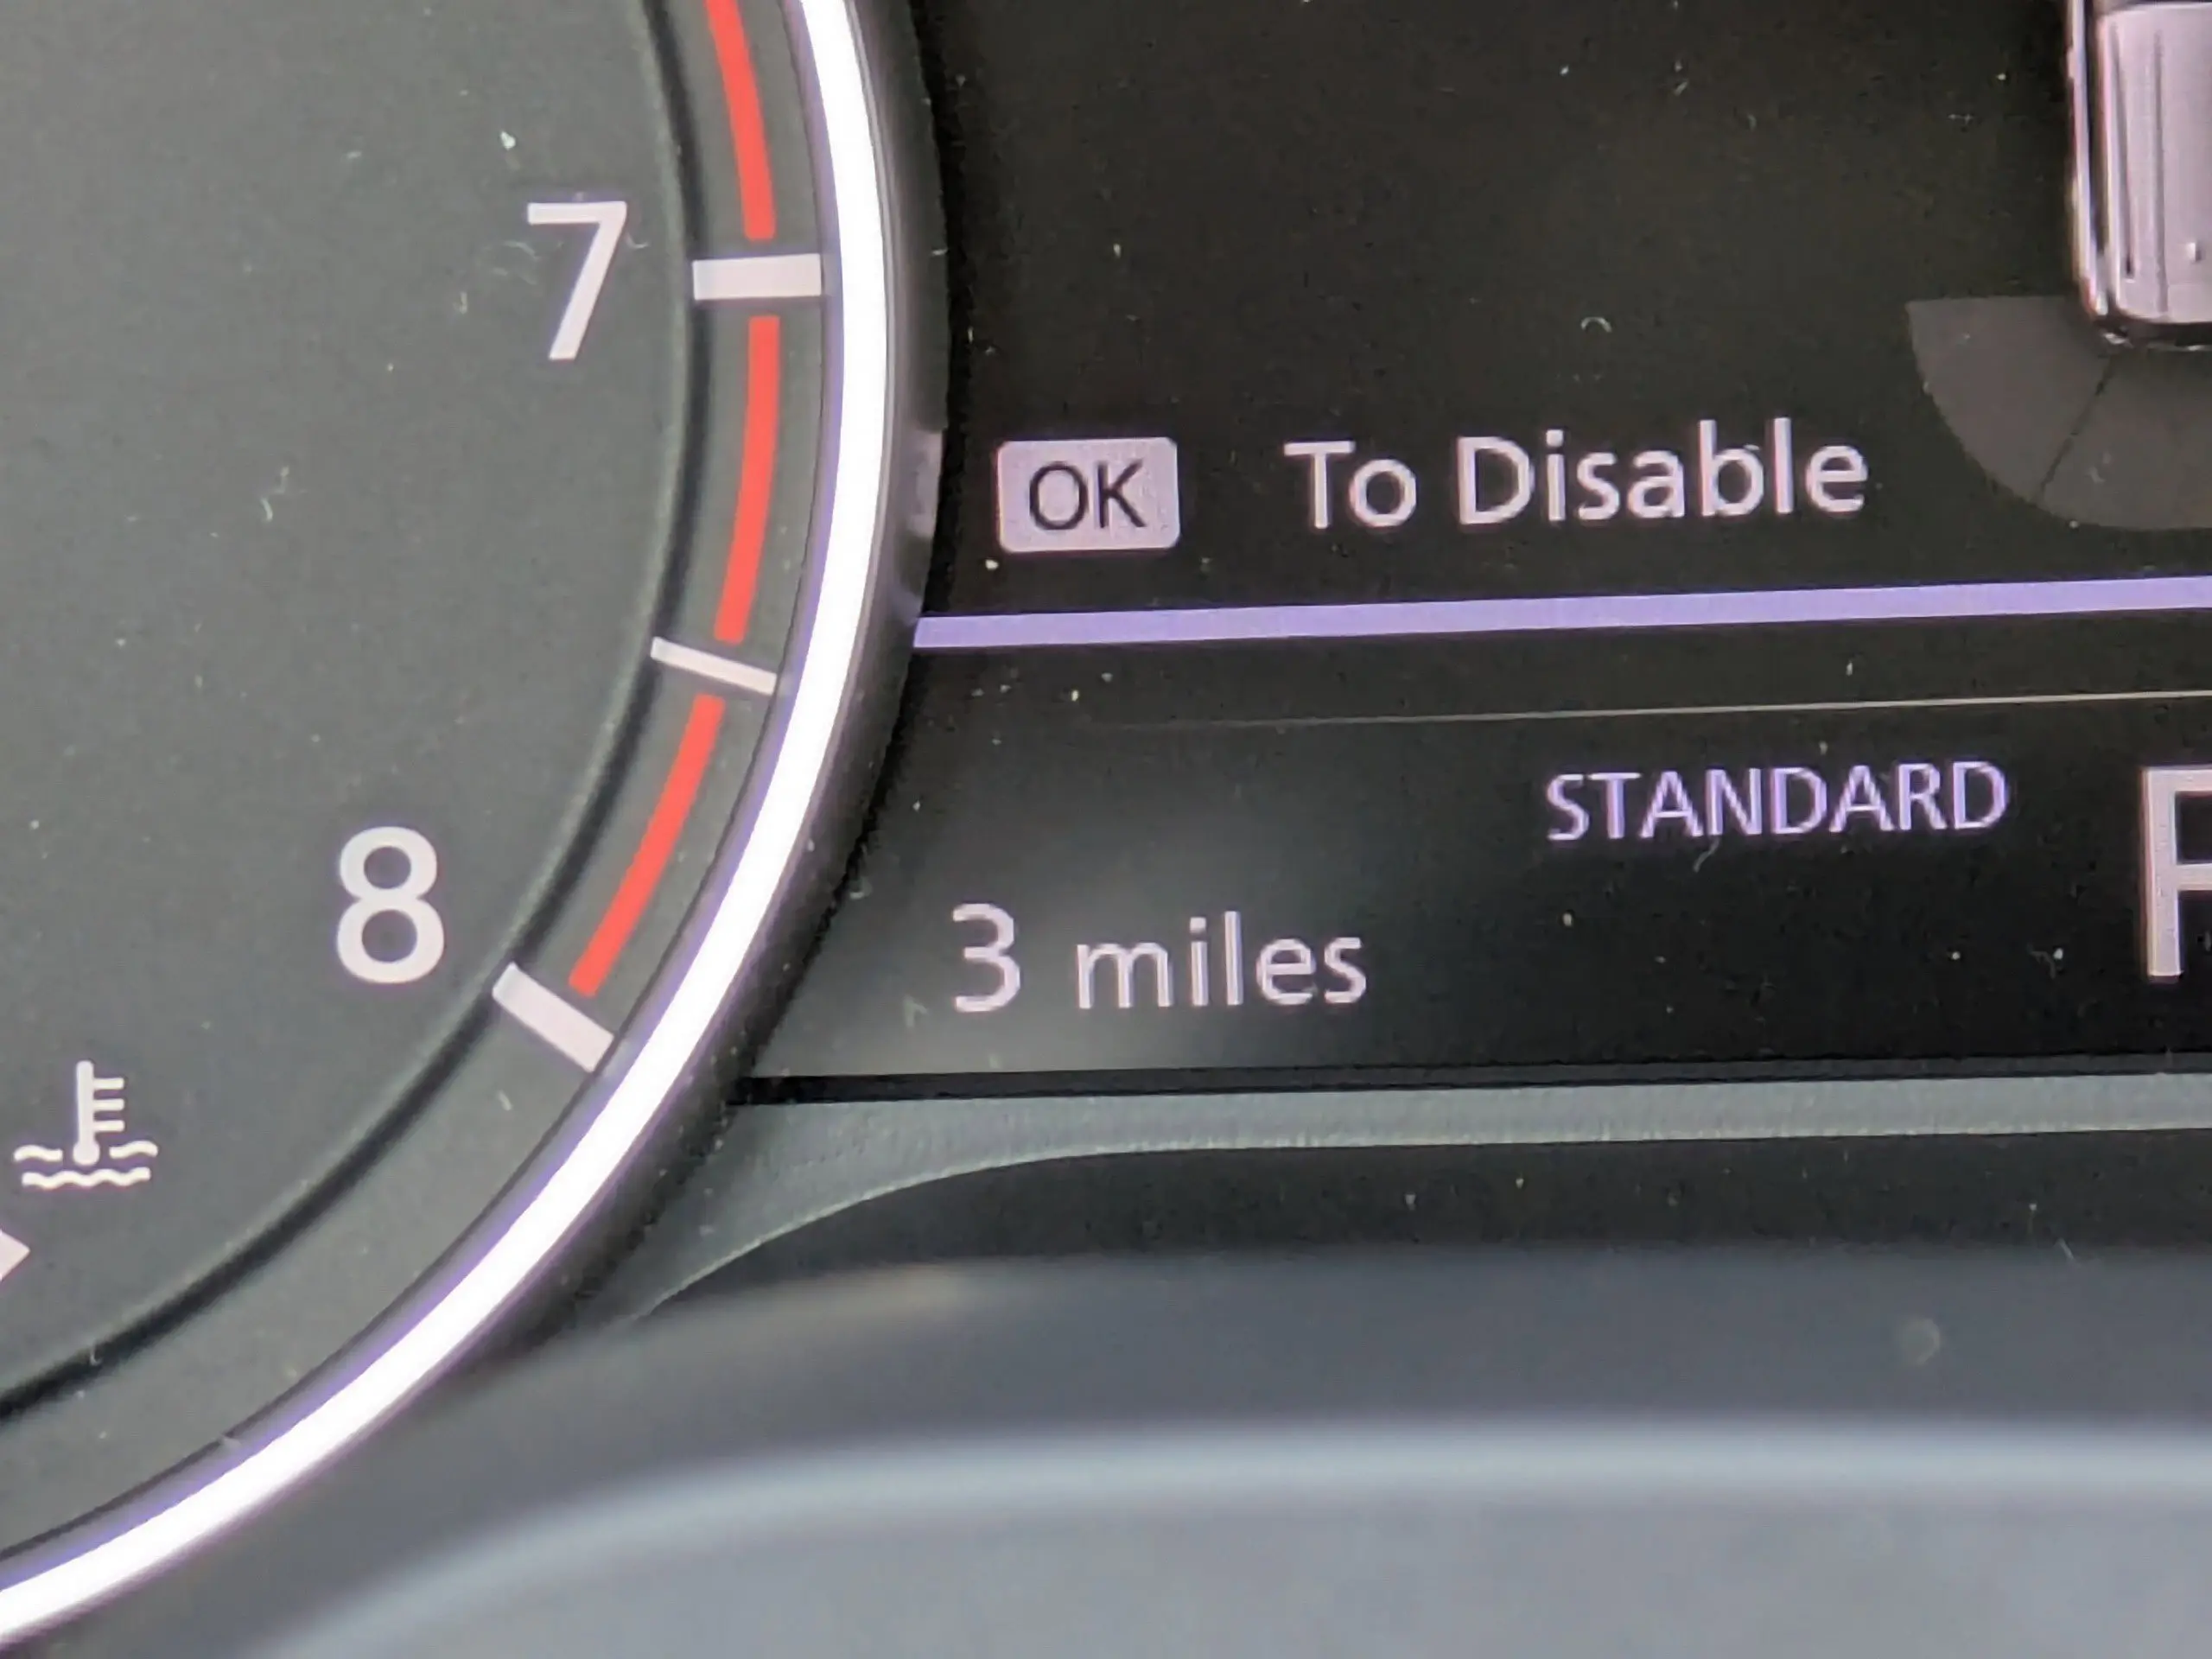 7
OK To Disable
STANDARD
8
3 miles